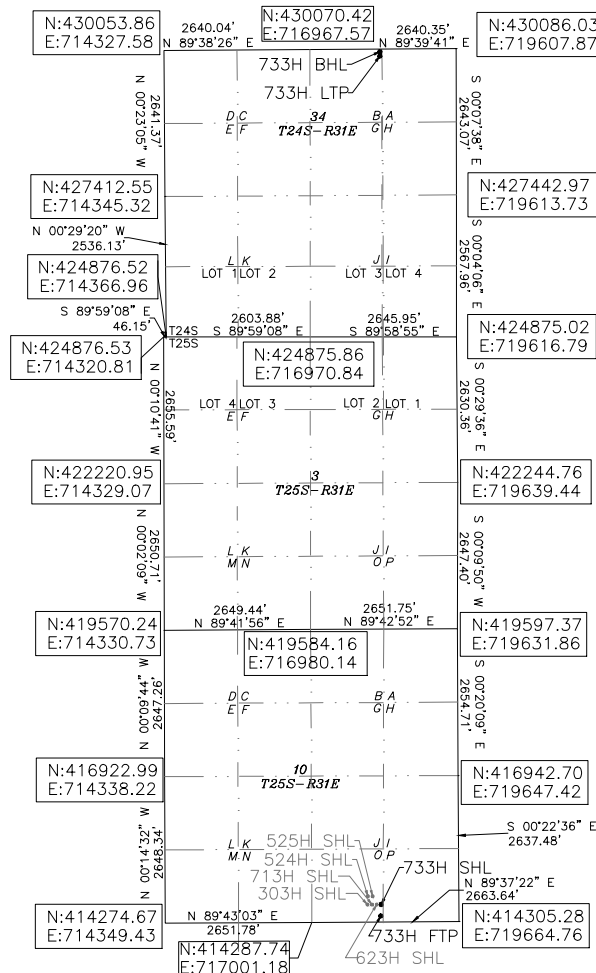 N:430053.86
E:714327.58
2640.04'
N 89°38'26" E
N:430070.42
E:716967.57
2640.35'
N 89°39'41" E
N:430086.03
E:719607.87
733H BHL
733H LTP
N 00°23'05" W
2641.37'
D C
E F
34
T24S-R31E
B A
G H
S 00°07'38" E
2643.07'
N:427412.55
E:714345.32
N:427442.97
E:719613.73
N 00°29'20" W
2536.13'
L K
LOT 1 LOT 2
J I
LOT 3 LOT 4
S 00°04'06" E
2567.96'
N:424876.52
E:714366.96
S 89°59'08" E
46.15'
T24S
T25S
2603.88'
S 89°59'08" E
2645.95'
S 89°58'55" E
N:424876.53
E:714320.81
N:424875.86
E:716970.84
N:424875.02
E:719616.79
N 00°10'41" W
2655.59'
LOT 4 LOT 3
E F
LOT 2 LOT 1
G H
S 00°29'36" E
2630.36'
N:422220.95
E:714329.07
3
T25S-R31E
N:422244.76
E:719639.44
N 00°02'09" W
2650.71'
L K
M N
J I
O P
S 00°09'50" W
2647.40'
N:419570.24
E:714330.73
2649.44'
N 89°41'56" E
2651.75'
N 89°42'52" E
N:419584.16
E:716980.14
N:419597.37
E:719631.86
N 00°09'44" W
2647.26'
D C
E F
B A
G H
S 00°20'09" E
2654.71'
N:416922.99
E:714338.22
10
T25S-R31E
N:416942.70
E:719647.42
N 00°14'32" W
2648.34'
L K
M N
J I
O P
S 00°22'36" E
2637.48'
525H SHL
524H SHL
713H SHL
303H SHL
733H SHL
N 89°37'22" E
2663.64'
N:414274.67
E:714349.43
N 89°43'03" E
2651.78'
733H FTP
623H SHL
N:414287.74
E:717001.18
N:414305.28
E:719664.76